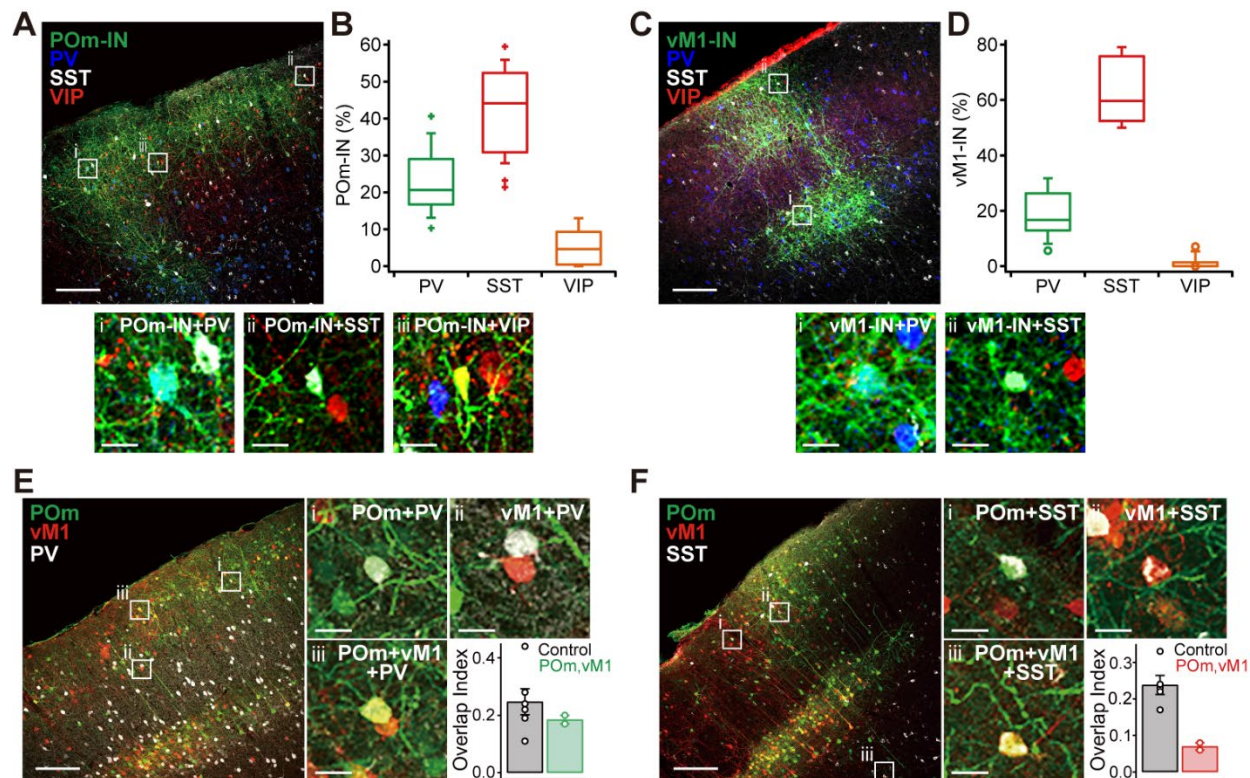 A
POm-IN
PV
SST
VIP
ii
i
iii
B
POm-IN (%)
60
50
40
30
20
10
0
PV SST VIP
C
vM1-IN
PV
SST
VIP
ii
i
D
vM1-IN (%)
80
60
40
20
0
PV SST VIP
i POm-IN+PV
ii POm-IN+SST
iii POm-IN+VIP
i vM1-IN+PV
ii vM1-IN+SST
E
POm
vM1
PV
i
iii
ii
i POm+PV
ii vM1+PV
iii POm+vM1
+PV
Overlap Index
0.4
0.2
0.0
Control
POm,vM1
F
POm
vM1
SST
ii
i
iii
i POm+SST
ii vM1+SST
iii POm+vM1
+SST
Overlap Index
0.3
0.2
0.1
0.0
Control
POm,vM1